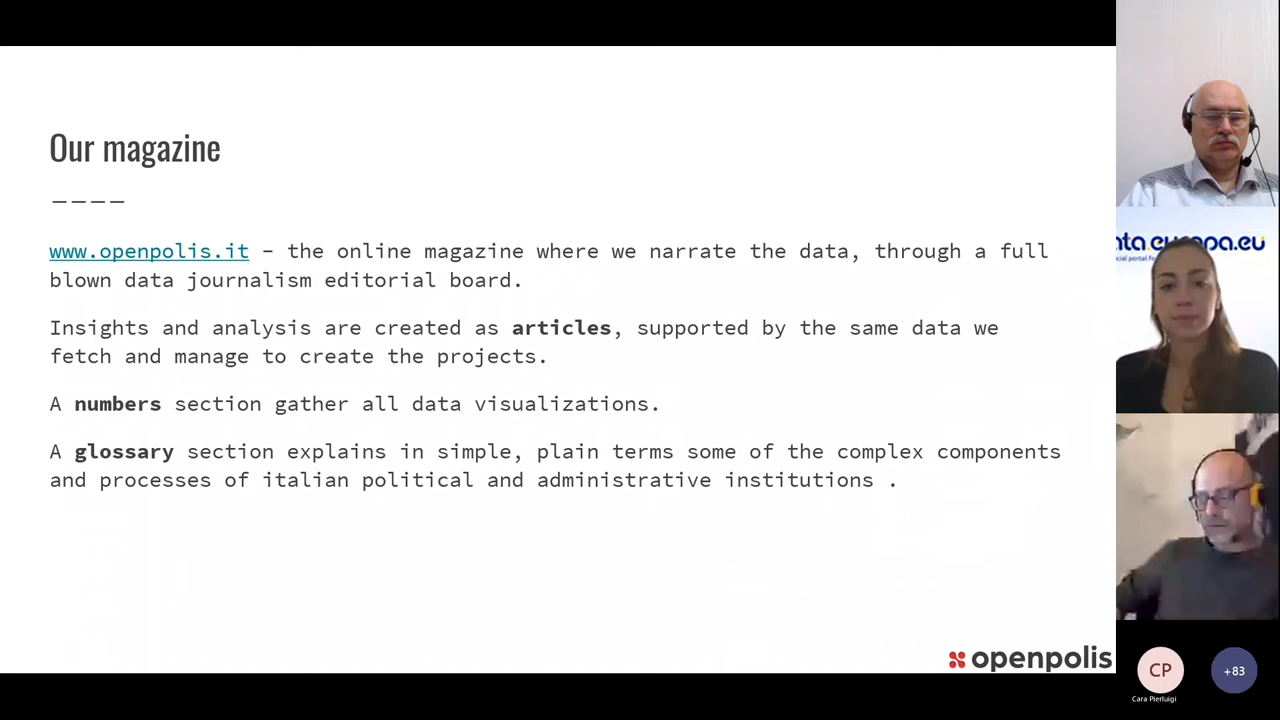 Our magazine
————
www.openpolis.it – the online magazine where we narrate the data, through a full
blown data journalism editorial board.
Insights and analysis are created as articles, supported by the same data we
fetch and manage to create the projects.
A numbers section gather all data visualizations.
A glossary section explains in simple, plain terms some of the complex components
and processes of italian political and administrative institutions .
openpolis
ata.europa.eu
CP
+83
Cara Pierluigi